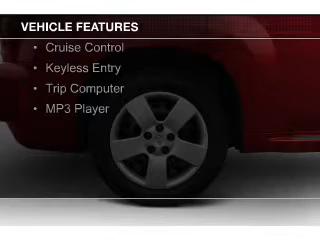 VEHICLE FEATURES
• Cruise Control
• Keyless Entry
• Trip Computer
• MP3 Player